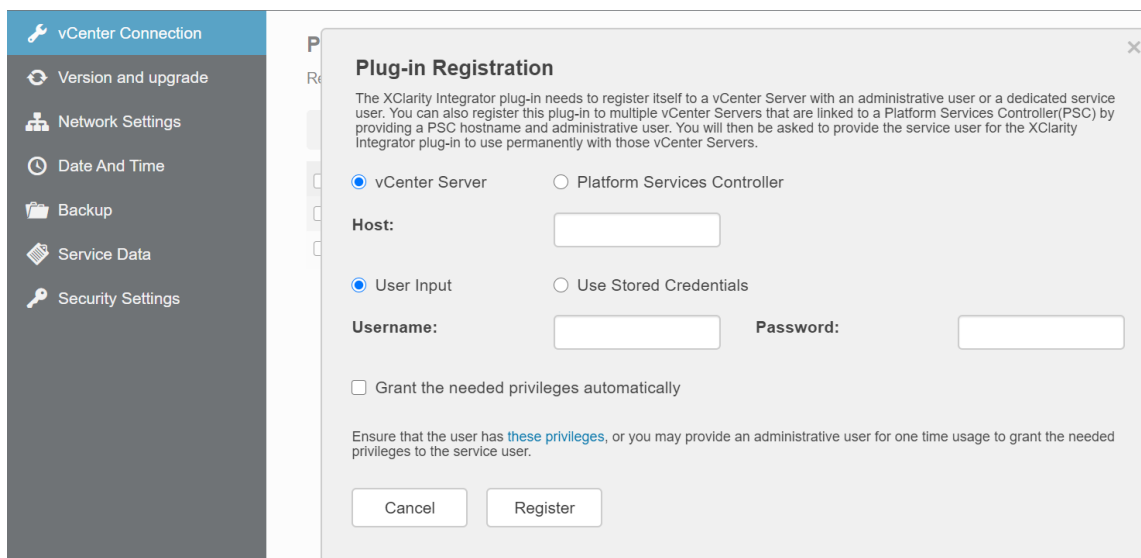 vCenter Connection
Version and upgrade
Network Settings
Date And Time
Backup
Service Data
Security Settings
P
Re
×
Plug-in Registration
The XClarity Integrator plug-in needs to register itself to a vCenter Server with an administrative user or a dedicated service
user. You can also register this plug-in to multiple vCenter Servers that are linked to a Platform Services Controller(PSC) by
providing a PSC hostname and administrative user. You will then be asked to provide the service user for the XClarity
Integrator plug-in to use permanently with those vCenter Servers.
vCenter Server Platform Services Controller
Host:
User Input Use Stored Credentials
Username: Password:
Grant the needed privileges automatically
Ensure that the user has these privileges, or you may provide an administrative user for one time usage to grant the needed
privileges to the service user.
Cancel Register